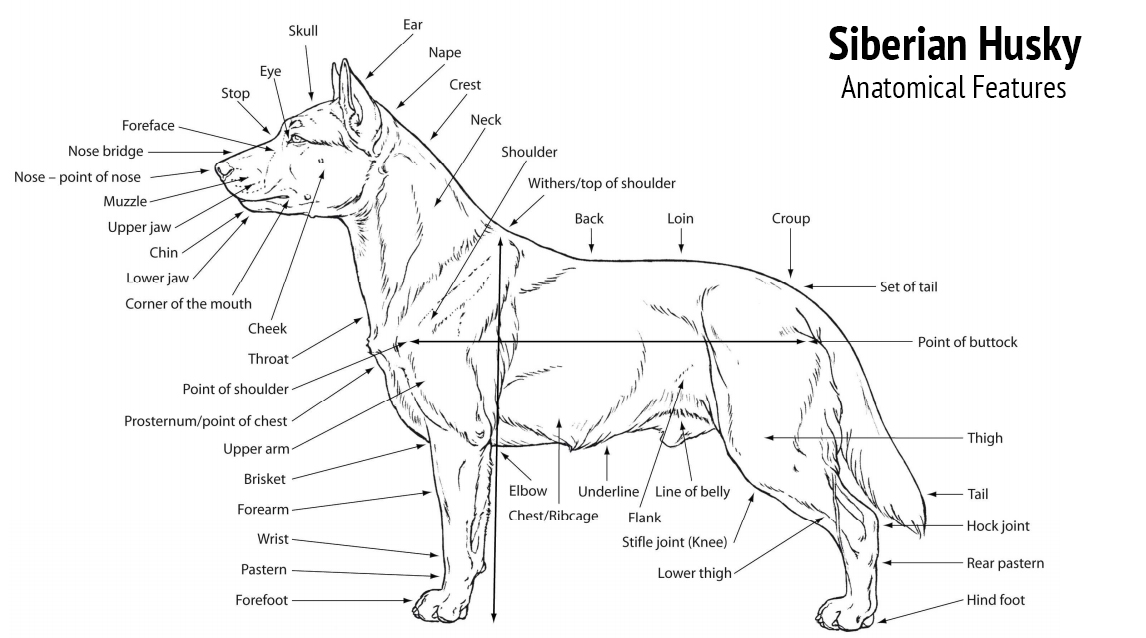 Siberian Husky
Anatomical Features
Ear
Skull
Nape
Eye
Crest
Stop
Neck
Foreface
Nose bridge
Shoulder
Nose – point of nose
Withers/top of shoulder
Muzzle
Back
Loin
Croup
Upper jaw
Chin
Lower jaw
Set of tail
Corner of the mouth
Cheek
Point of buttock
Throat
Point of shoulder
Prosternum/point of chest
Thigh
Upper arm
Brisket
Elbow
Underline
Line of belly
Tail
Forearm
Chest/Ribcage
Flank
Hock joint
Wrist
Stifle joint (Knee)
Rear pastern
Pastern
Lower thigh
Forefoot
Hind foot